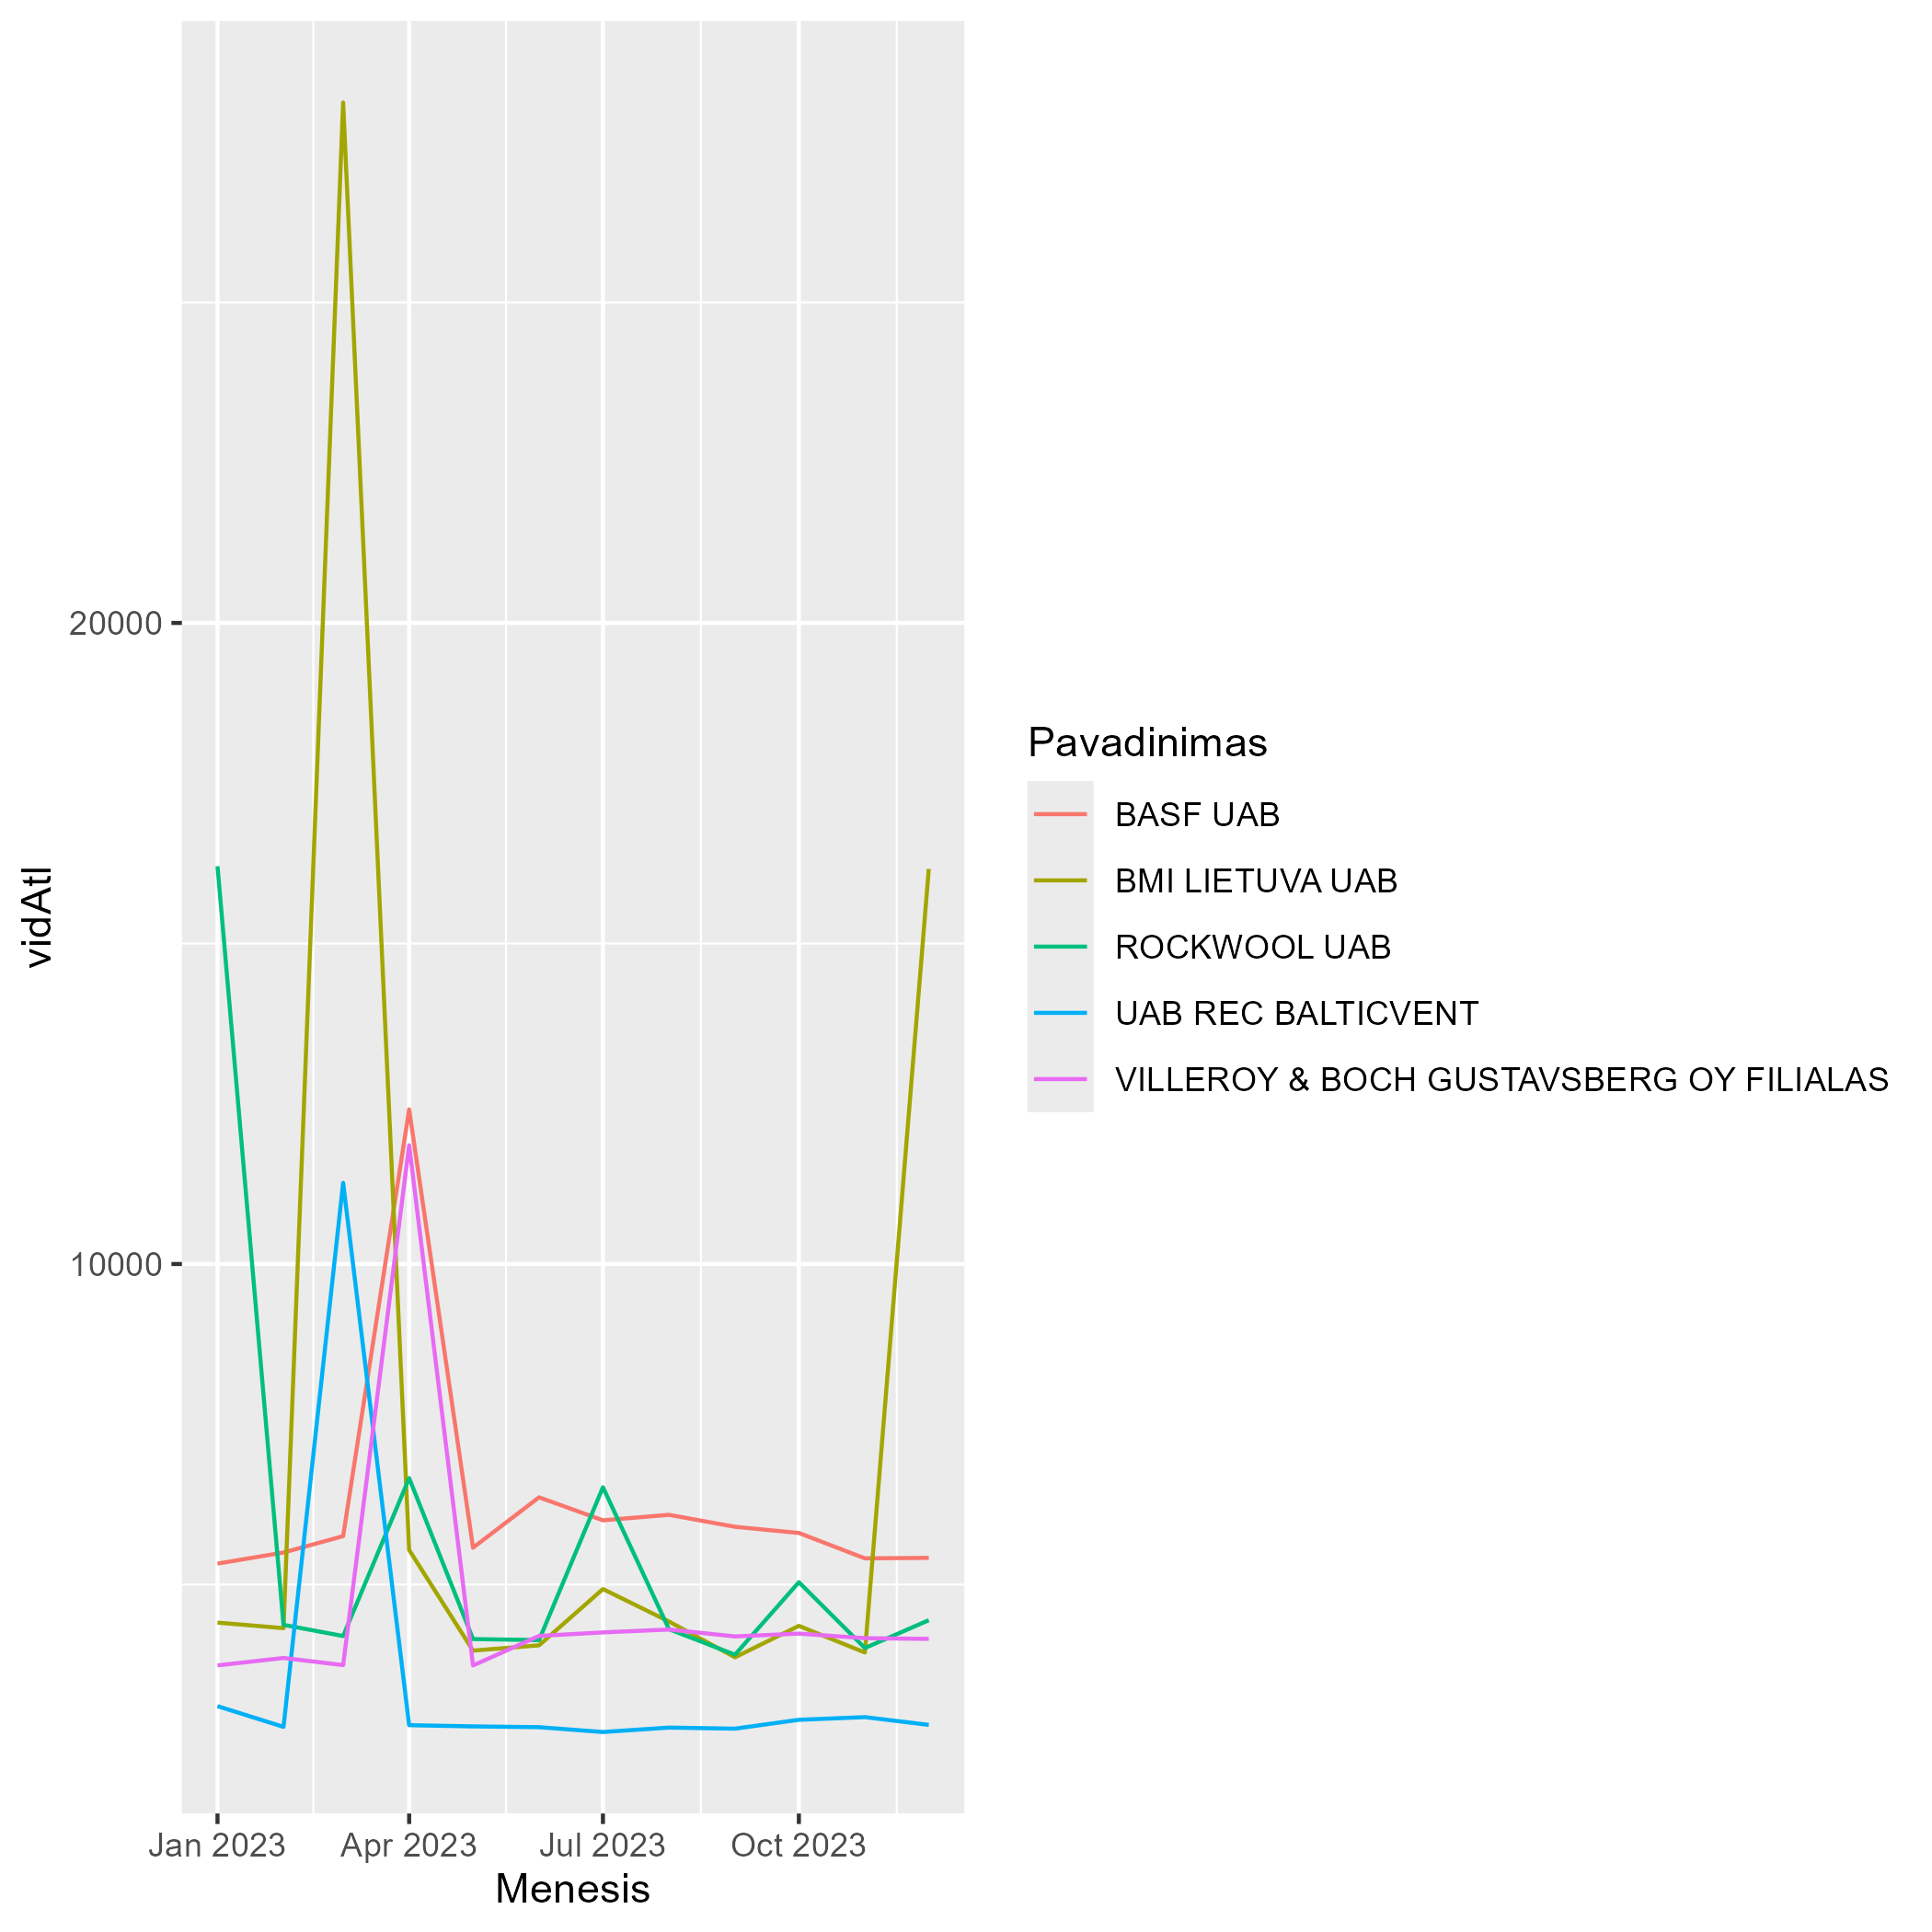 vidAtl
20000
10000
Jan 2023
Apr 2023
Jul 2023
Oct 2023
Menesis
Pavadinimas
BASF UAB
BMI LIETUVA UAB
ROCKWOOL UAB
UAB REC BALTICVENT
VILLEROY & BOCH GUSTAVSBERG OY FILIALAS